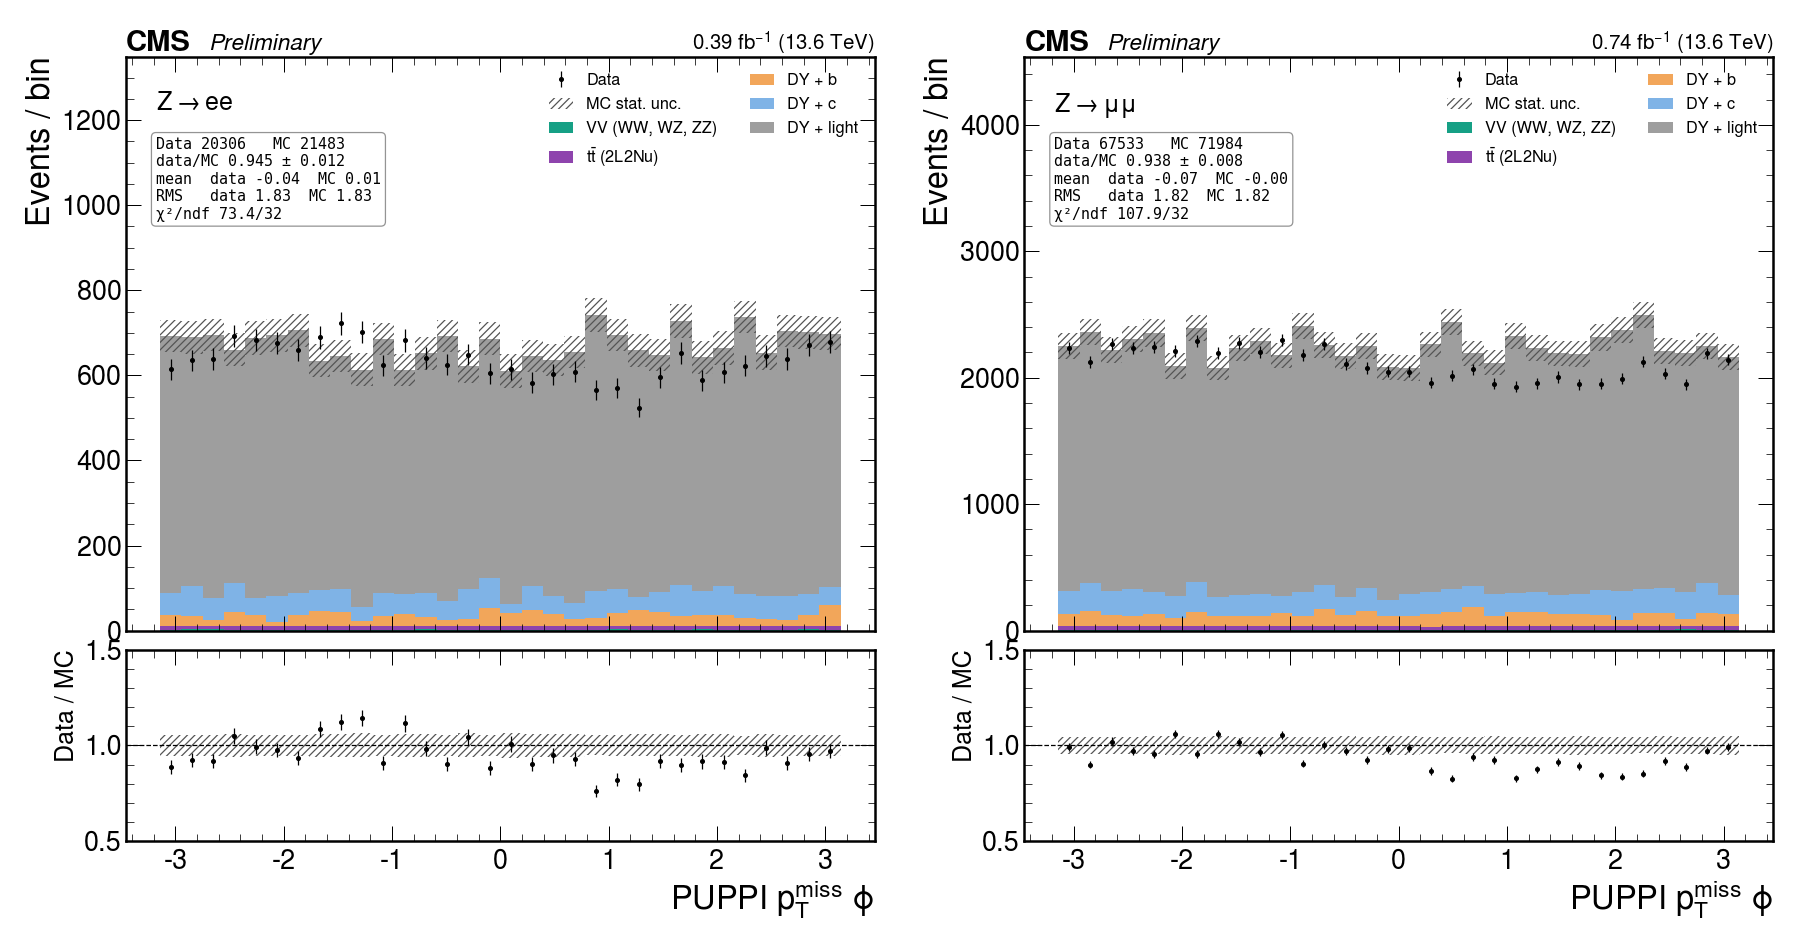 CMS Preliminary 0.39 fb⁻¹ (13.6 TeV)
Events / bin
Z → ee
Data
MC stat. unc.
VV (WW, WZ, ZZ)
tt̄ (2L2Nu)
DY + b
DY + c
DY + light
Data 20306   MC 21483
data/MC 0.945 ± 0.012
mean  data -0.04  MC 0.01
RMS   data 1.83  MC 1.83
χ²/ndf 73.4/32
1200
1000
800
600
400
200
0
Data / MC
1.5
1.0
0.5
-3 -2 -1 0 1 2 3
PUPPI p_T^miss ϕ
CMS Preliminary 0.74 fb⁻¹ (13.6 TeV)
Events / bin
Z → μμ
Data
MC stat. unc.
VV (WW, WZ, ZZ)
tt̄ (2L2Nu)
DY + b
DY + c
DY + light
Data 67533   MC 71984
data/MC 0.938 ± 0.008
mean  data -0.07  MC -0.00
RMS   data 1.82  MC 1.82
χ²/ndf 107.9/32
4000
3000
2000
1000
0
Data / MC
1.5
1.0
0.5
-3 -2 -1 0 1 2 3
PUPPI p_T^miss ϕ